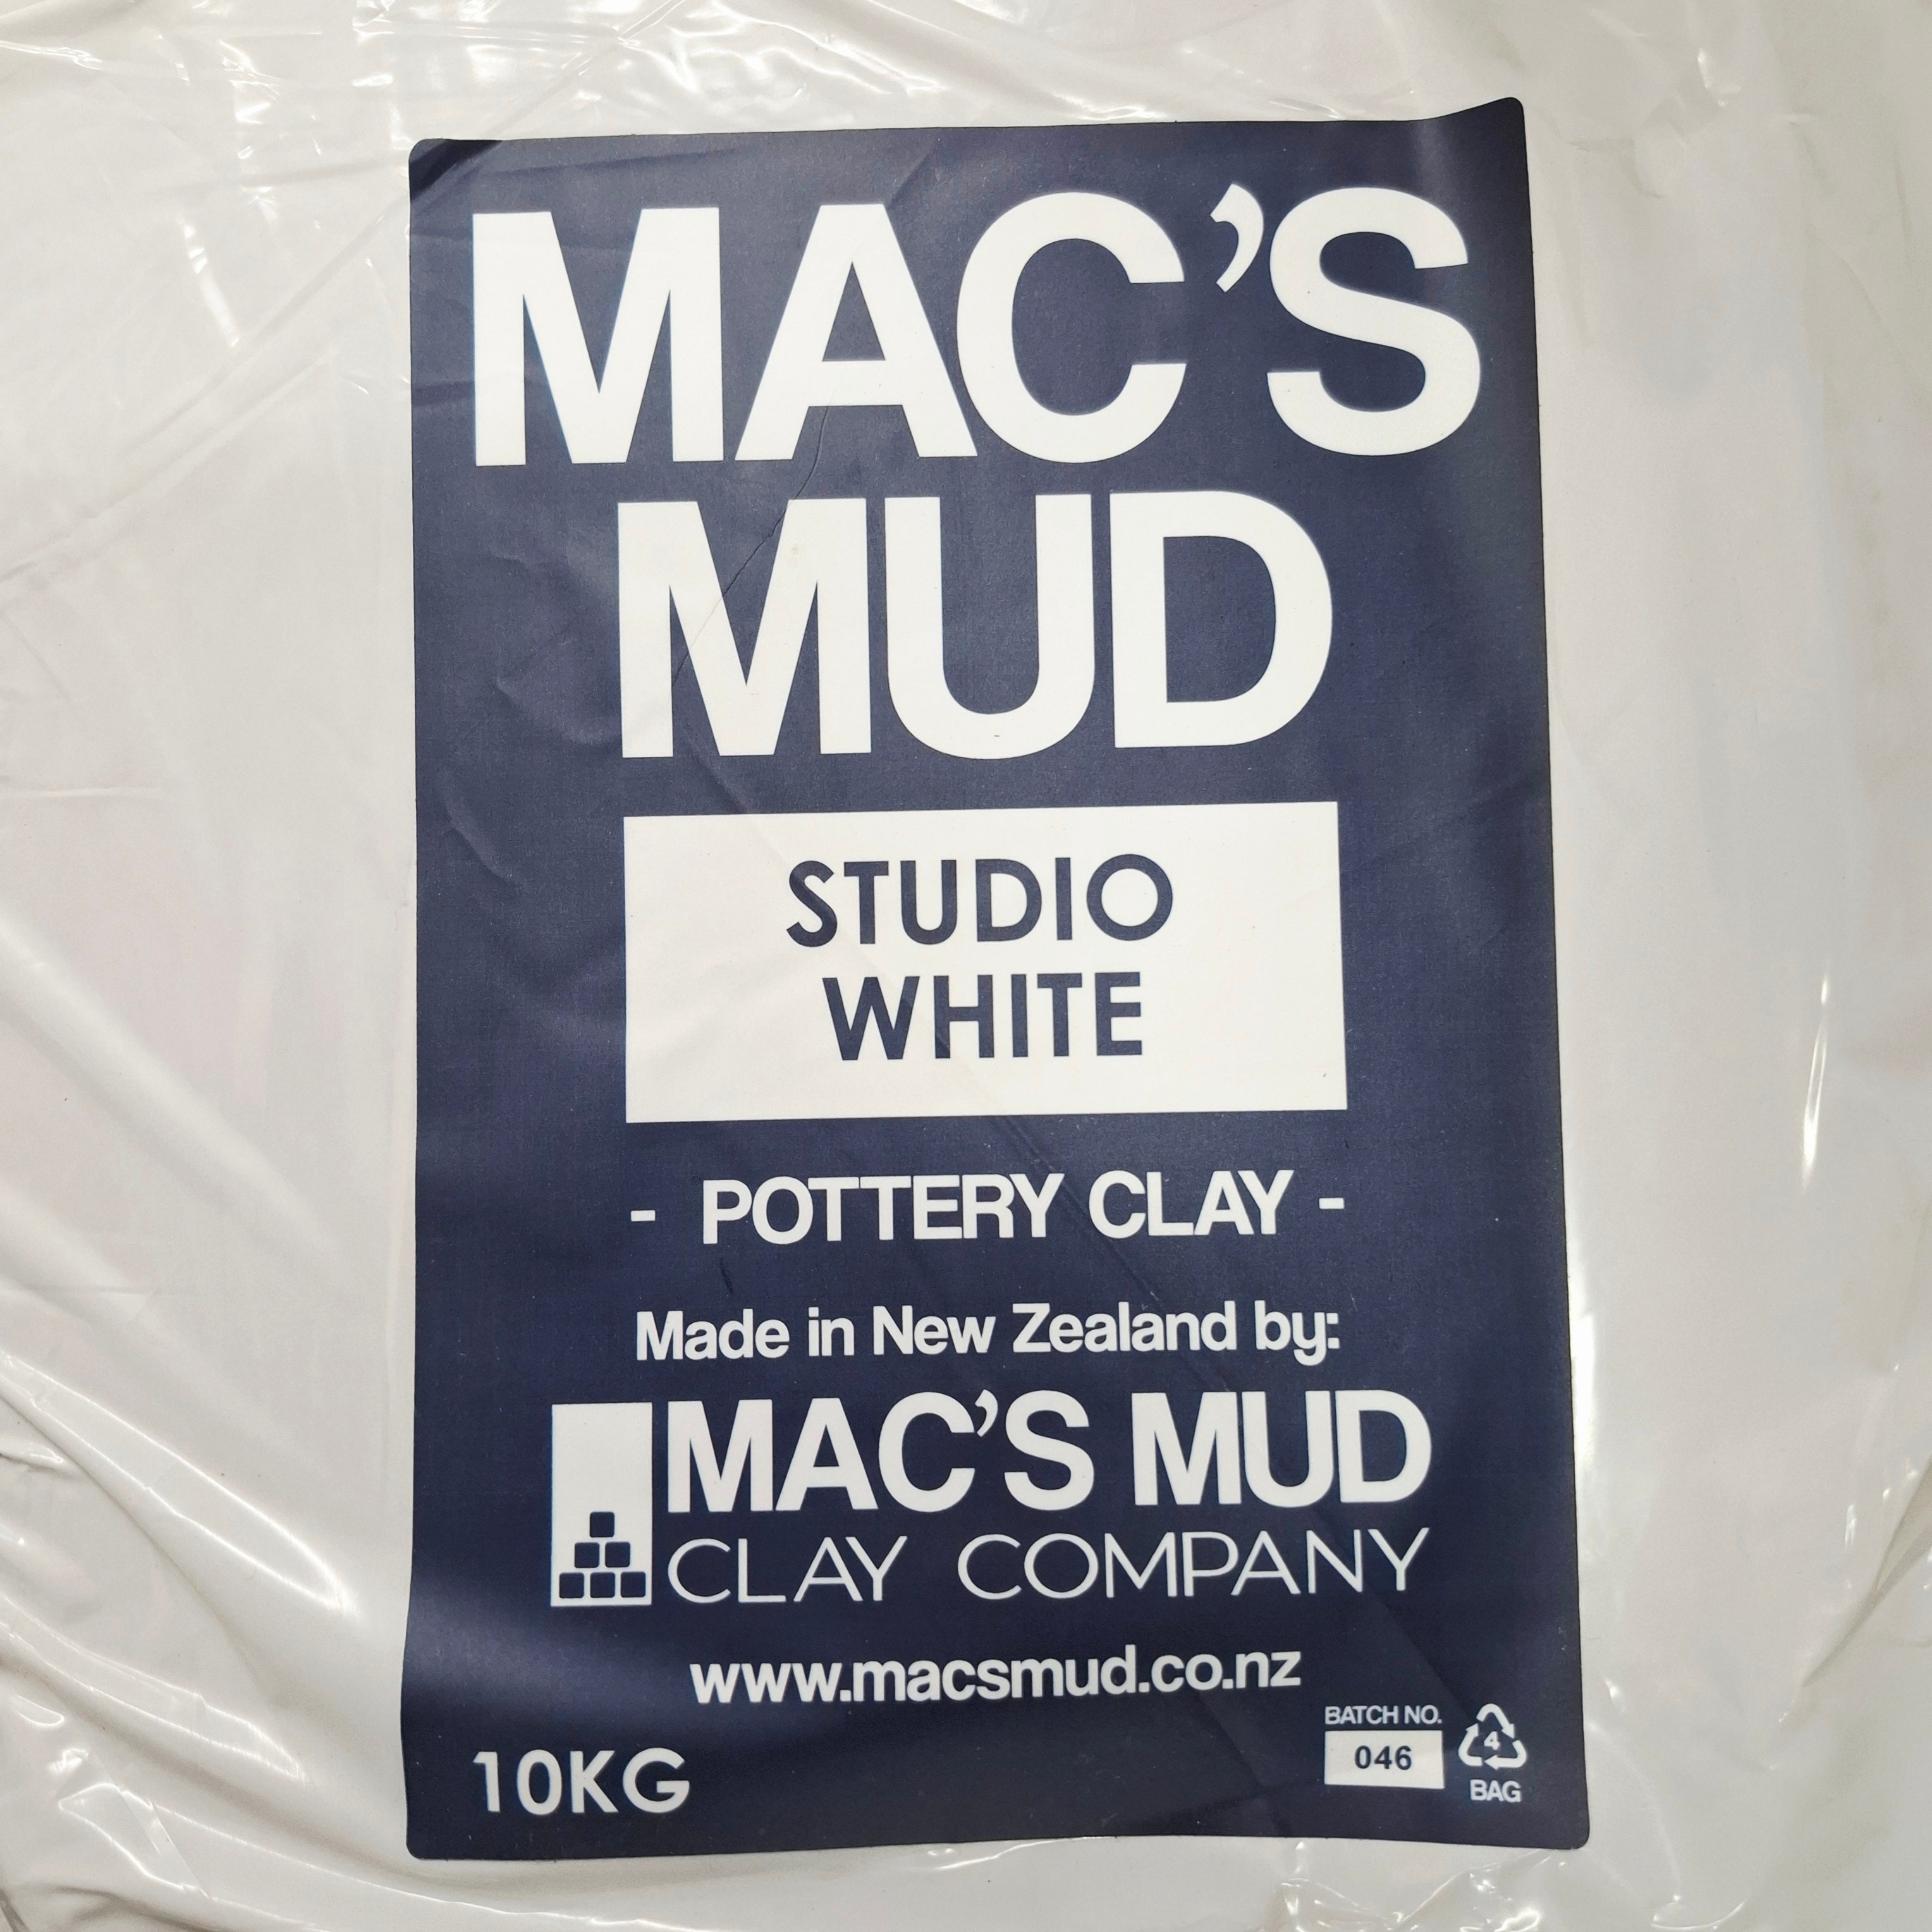 MAC'S
MUD
STUDIO
WHITE
- POTTERY CLAY -
Made in New Zealand by:
MAC'S MUD
CLAY COMPANY
www.macsmud.co.nz
10KG
BATCH NO.
046
4
BAG